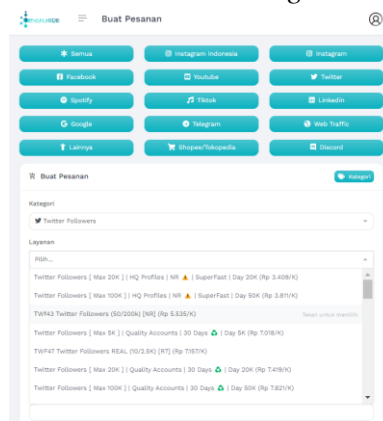 Buat Pesanan
Semua
Instagram Indonesia
Instagram
Facebook
Youtube
Twitter
Spotify
Tiktok
Linkedin
Google
Telegram
Web Traffic
Lainnya
Shopee/Tokopedia
Discord
Buat Pesanan
Kategori
Kategori
Twitter Followers
Layanan
Pilih...
Twitter Followers [ Max 20K ] | HQ Profiles | NR ⚠️ | SuperFast | Day 20K (Rp 3.409/K)
Twitter Followers [ Max 100K ] | HQ Profiles | NR ⚠️ | SuperFast | Day 50K (Rp 3.811/K)
TWf43 Twitter Followers (50/200k) [NR] (Rp 5.535/K)
Tekan untuk memilih
Twitter Followers [ Max 5K ] | Quality Accounts | 30 Days ♻️ | Day 5K (Rp 7.018/K)
TWF47 Twitter Followers REAL (10/2.5K) [R7] (Rp 7.157/K)
Twitter Followers [ Max 20K ] | Quality Accounts | 30 Days ♻️ | Day 20K (Rp 7.419/K)
Twitter Followers [ Max 100K ] | Quality Accounts | 30 Days ♻️ | Day 50K (Rp 7.821/K)